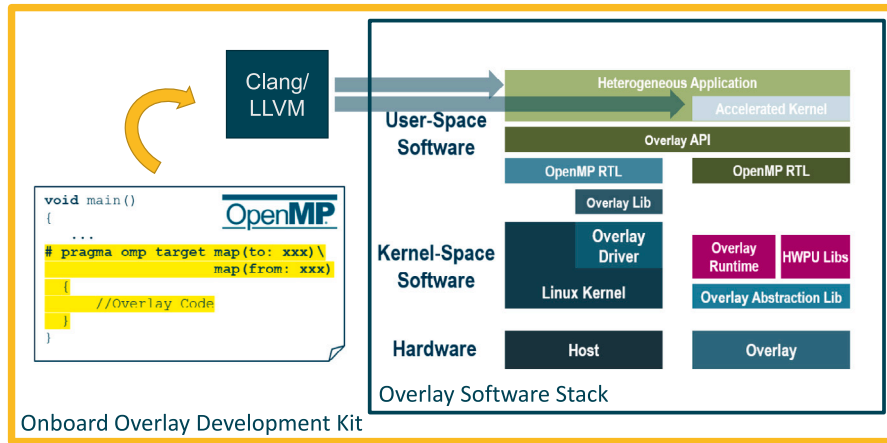 Clang/
LLVM
void main()
{
...
# pragma omp target map(to: xxx)\
map(from: xxx)
{
//Overlay Code
}
}
OpenMP
User-Space
Software
Heterogeneous Application
Accelerated Kernel
Overlay API
OpenMP RTL
OpenMP RTL
Overlay Lib
Kernel-Space
Software
Overlay
Driver
Linux Kernel
Overlay
Runtime
HWPU Libs
Overlay Abstraction Lib
Hardware
Host
Overlay
Overlay Software Stack
Onboard Overlay Development Kit